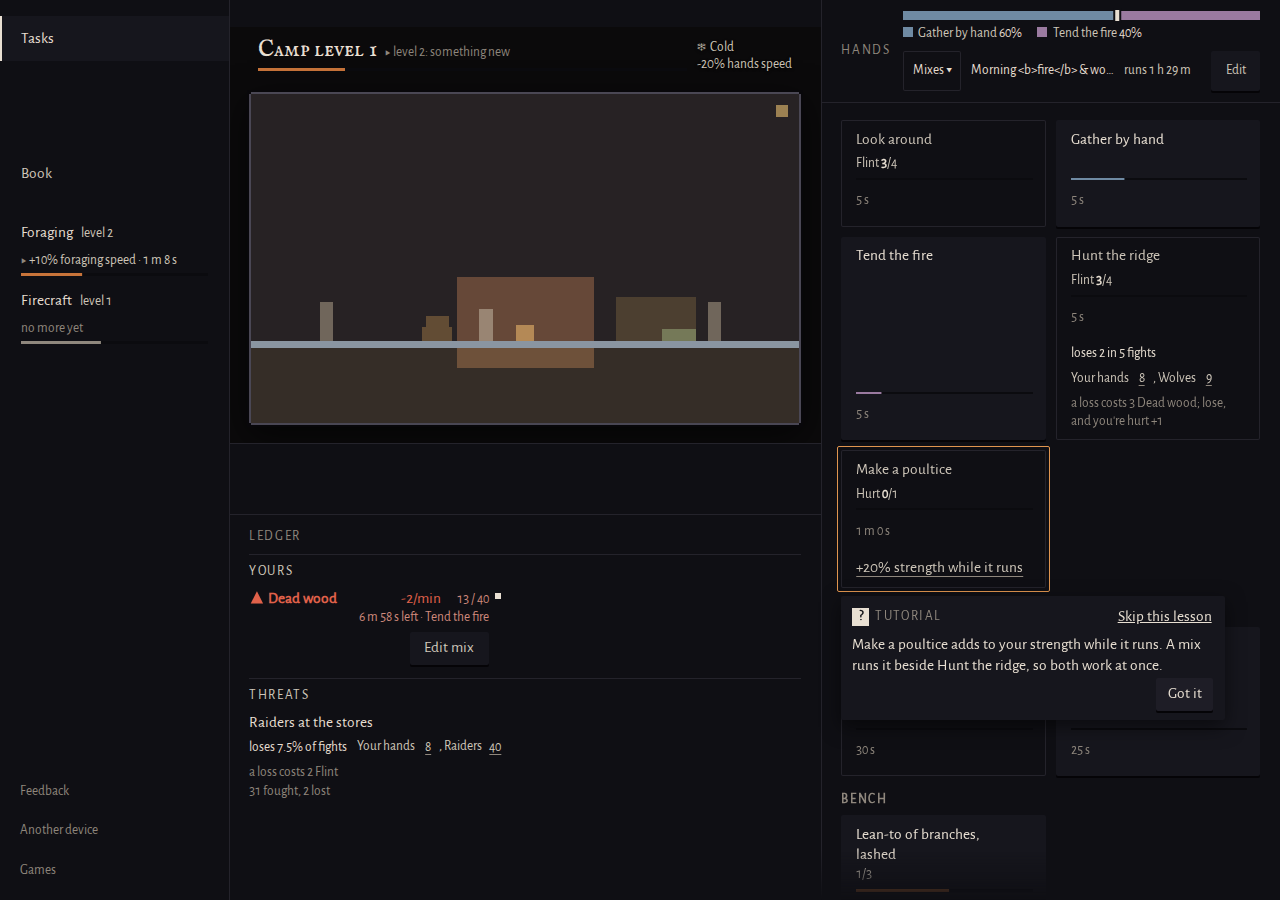 Tasks
Book
Foraging level 2
▸ +10% foraging speed · 1 m 8 s
Firecraft level 1
no more yet
Feedback
Another device
Games
Camp level 1 ▸ level 2: something new
❄ Cold
-20% hands speed
LEDGER
YOURS
▲ Dead wood -2/min 13 / 40
6 m 58 s left · Tend the fire
Edit mix
THREATS
Raiders at the stores
loses 7.5% of fights Your hands 8 , Raiders 40
a loss costs 2 Flint
31 fought, 2 lost
HANDS
Gather by hand 60% Tend the fire 40%
Mixes ▾ Morning <b>fire</b> & wo… runs 1 h 29 m Edit
Look around
Flint 3/4
5 s
Gather by hand
5 s
Tend the fire
5 s
Hunt the ridge
Flint 3/4
5 s
loses 2 in 5 fights
Your hands 8 , Wolves 9
a loss costs 3 Dead wood; lose,
and you're hurt +1
Make a poultice
Hurt 0/1
1 m 0 s
+20% strength while it runs
? TUTORIAL Skip this lesson
Make a poultice adds to your strength while it runs. A mix
runs it beside Hunt the ridge, so both work at once.
Got it
30 s
25 s
BENCH
Lean-to of branches,
lashed
1/3